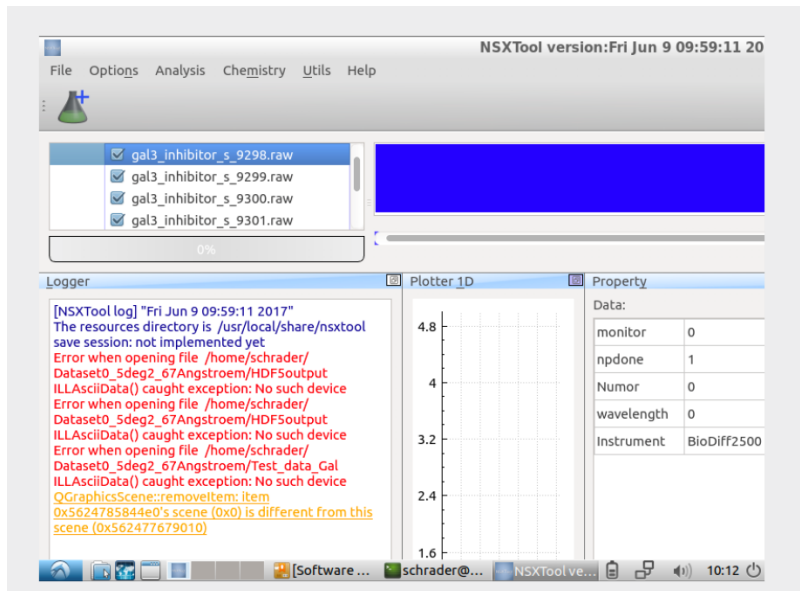 NSXTool version:Fri Jun 9 09:59:11 20
File Options Analysis Chemistry Utils Help
gal3_inhibitor_s_9298.raw
gal3_inhibitor_s_9299.raw
gal3_inhibitor_s_9300.raw
gal3_inhibitor_s_9301.raw
0%
Logger
[NSXTool log] "Fri Jun 9 09:59:11 2017"
The resources directory is /usr/local/share/nsxtool
save session: not implemented yet
Error when opening file /home/schrader/
Dataset0_5deg2_67Angstroem/HDF5output
ILLAsciiData() caught exception: No such device
Error when opening file /home/schrader/
Dataset0_5deg2_67Angstroem/HDF5output
ILLAsciiData() caught exception: No such device
Error when opening file /home/schrader/
Dataset0_5deg2_67Angstroem/Test_data_Gal
ILLAsciiData() caught exception: No such device
QGraphicsScene::removeItem: item
0x5624785844e0's scene (0x0) is different from this
scene (0x562477679010)
Plotter 1D
4.8
4
3.2
2.4
1.6
Property
Data:
monitor 0
npdone 1
Numor 0
wavelength 0
Instrument BioDiff2500
[Software ... schrader@... NSXTool ve... 10:12